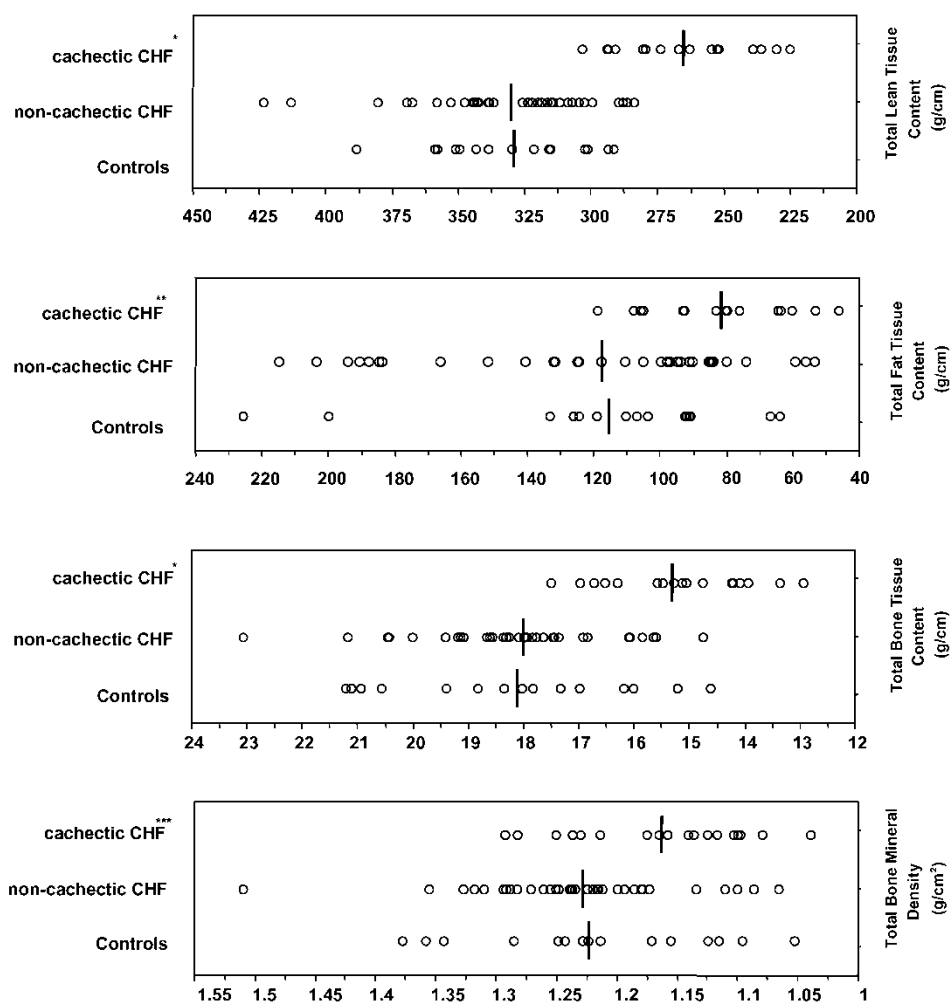 cachectic CHF*
non-cachectic CHF
Controls
Total Lean Tissue
Content
(g/cm)
450 425 400 375 350 325 300 250 225 200
cachectic CHF**
non-cachectic CHF
Controls
Total Fat Tissue
Content
(g/cm)
240 220 200 180 160 140 120 100 80 60 40
cachectic CHF*
non-cachectic CHF
Controls
Total Bone Tissue
Content
(g/cm)
24 23 22 21 20 19 18 17 16 15 14 13 12
cachectic CHF***
non-cachectic CHF
Controls
Total Bone Mineral
Density
(g/cm²)
1.55 1.5 1.45 1.4 1.35 1.3 1.25 1.2 1.15 1.1 1.05 1